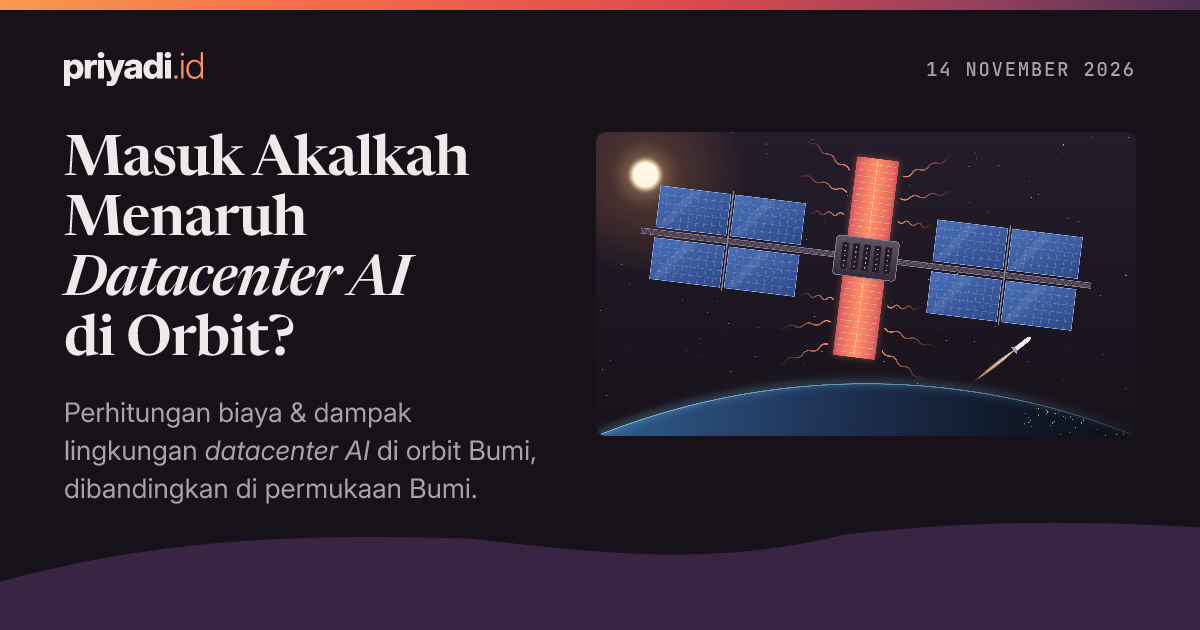 priyadi.id
14 NOVEMBER 2026
Masuk Akalkah
Menaruh
Datacenter AI
di Orbit?
Perhitungan biaya & dampak
lingkungan datacenter AI di orbit Bumi,
dibandingkan di permukaan Bumi.